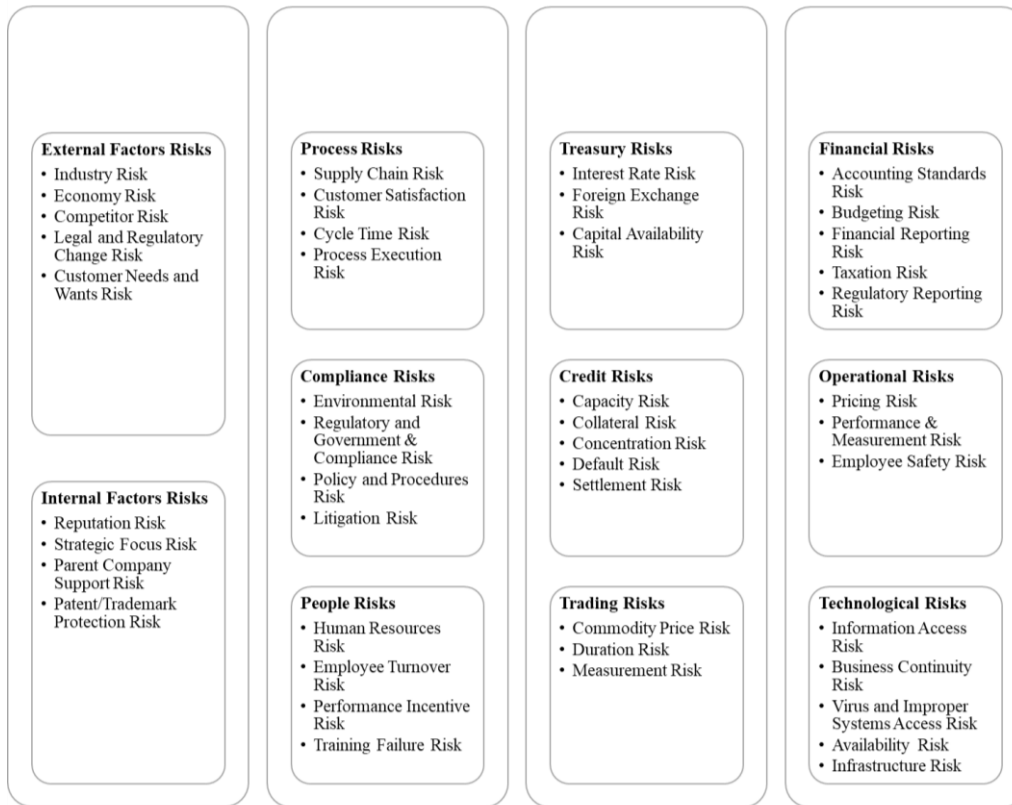 External Factors Risks
• Industry Risk
• Economy Risk
• Competitor Risk
• Legal and Regulatory
Change Risk
• Customer Needs and
Wants Risk
Internal Factors Risks
• Reputation Risk
• Strategic Focus Risk
• Parent Company
Support Risk
• Patent/Trademark
Protection Risk
Process Risks
• Supply Chain Risk
• Customer Satisfaction
Risk
• Cycle Time Risk
• Process Execution
Risk
Compliance Risks
• Environmental Risk
• Regulatory and
Government &
Compliance Risk
• Policy and Procedures
Risk
• Litigation Risk
People Risks
• Human Resources
Risk
• Employee Turnover
Risk
• Performance Incentive
Risk
• Training Failure Risk
Treasury Risks
• Interest Rate Risk
• Foreign Exchange
Risk
• Capital Availability
Risk
Credit Risks
• Capacity Risk
• Collateral Risk
• Concentration Risk
• Default Risk
• Settlement Risk
Trading Risks
• Commodity Price Risk
• Duration Risk
• Measurement Risk
Financial Risks
• Accounting Standards
Risk
• Budgeting Risk
• Financial Reporting
Risk
• Taxation Risk
• Regulatory Reporting
Risk
Operational Risks
• Pricing Risk
• Performance &
Measurement Risk
• Employee Safety Risk
Technological Risks
• Information Access
Risk
• Business Continuity
Risk
• Virus and Improper
Systems Access Risk
• Availability Risk
• Infrastructure Risk